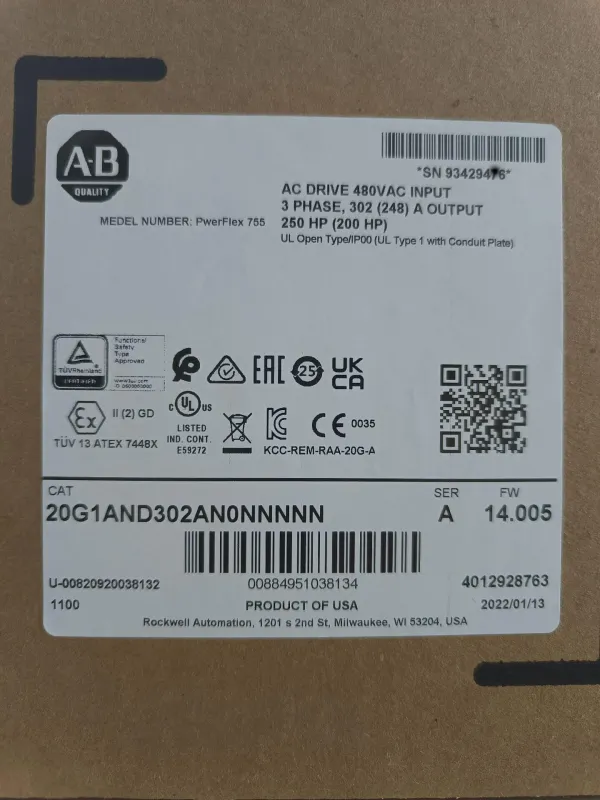 A-B
QUALITY
*SN 93429476*
MODEL NUMBER: PwerFlex 755
AC DRIVE 480VAC INPUT
3 PHASE, 302 (248) A OUTPUT
250 HP (200 HP)
UL Open Type/IP00 (UL Type 1 with Conduit Plate)
TÜVRheinland
Functional
Safety
Type
Approved
EAC
25
UK
CA
Ex
II (2) GD
TÜV 13 ATEX 7448X
c UL US
LISTED
IND. CONT.
E59272
CE 0035
KCC-REM-RAA-20G-A
CAT
20G1AND302AN0NNNNN
SER
A
FW
14.005
U-00820920038132
00884951038134
4012928763
1100
PRODUCT OF USA
2022/01/13
Rockwell Automation, 1201 s 2nd St, Miiwaukee, WI 53204, USA